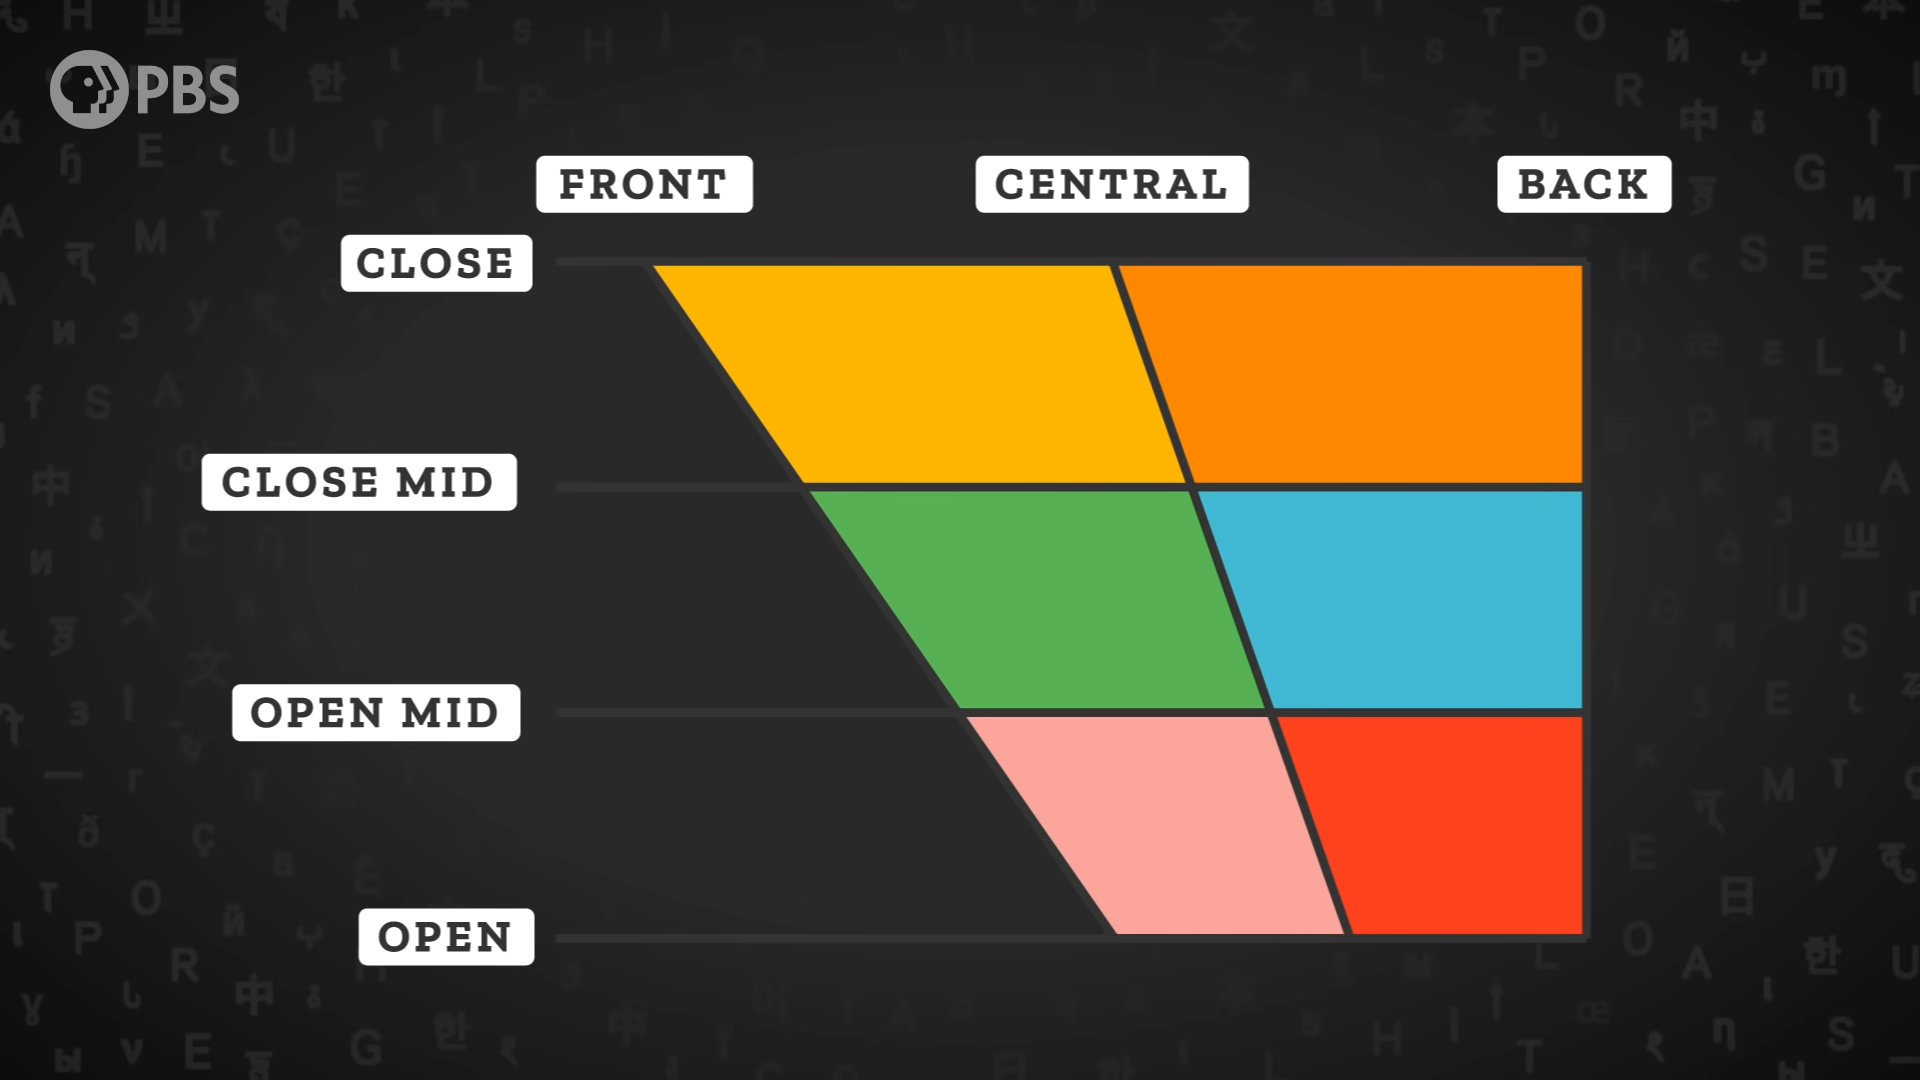 PBS
FRONT CENTRAL BACK
CLOSE
CLOSE MID
OPEN MID
OPEN